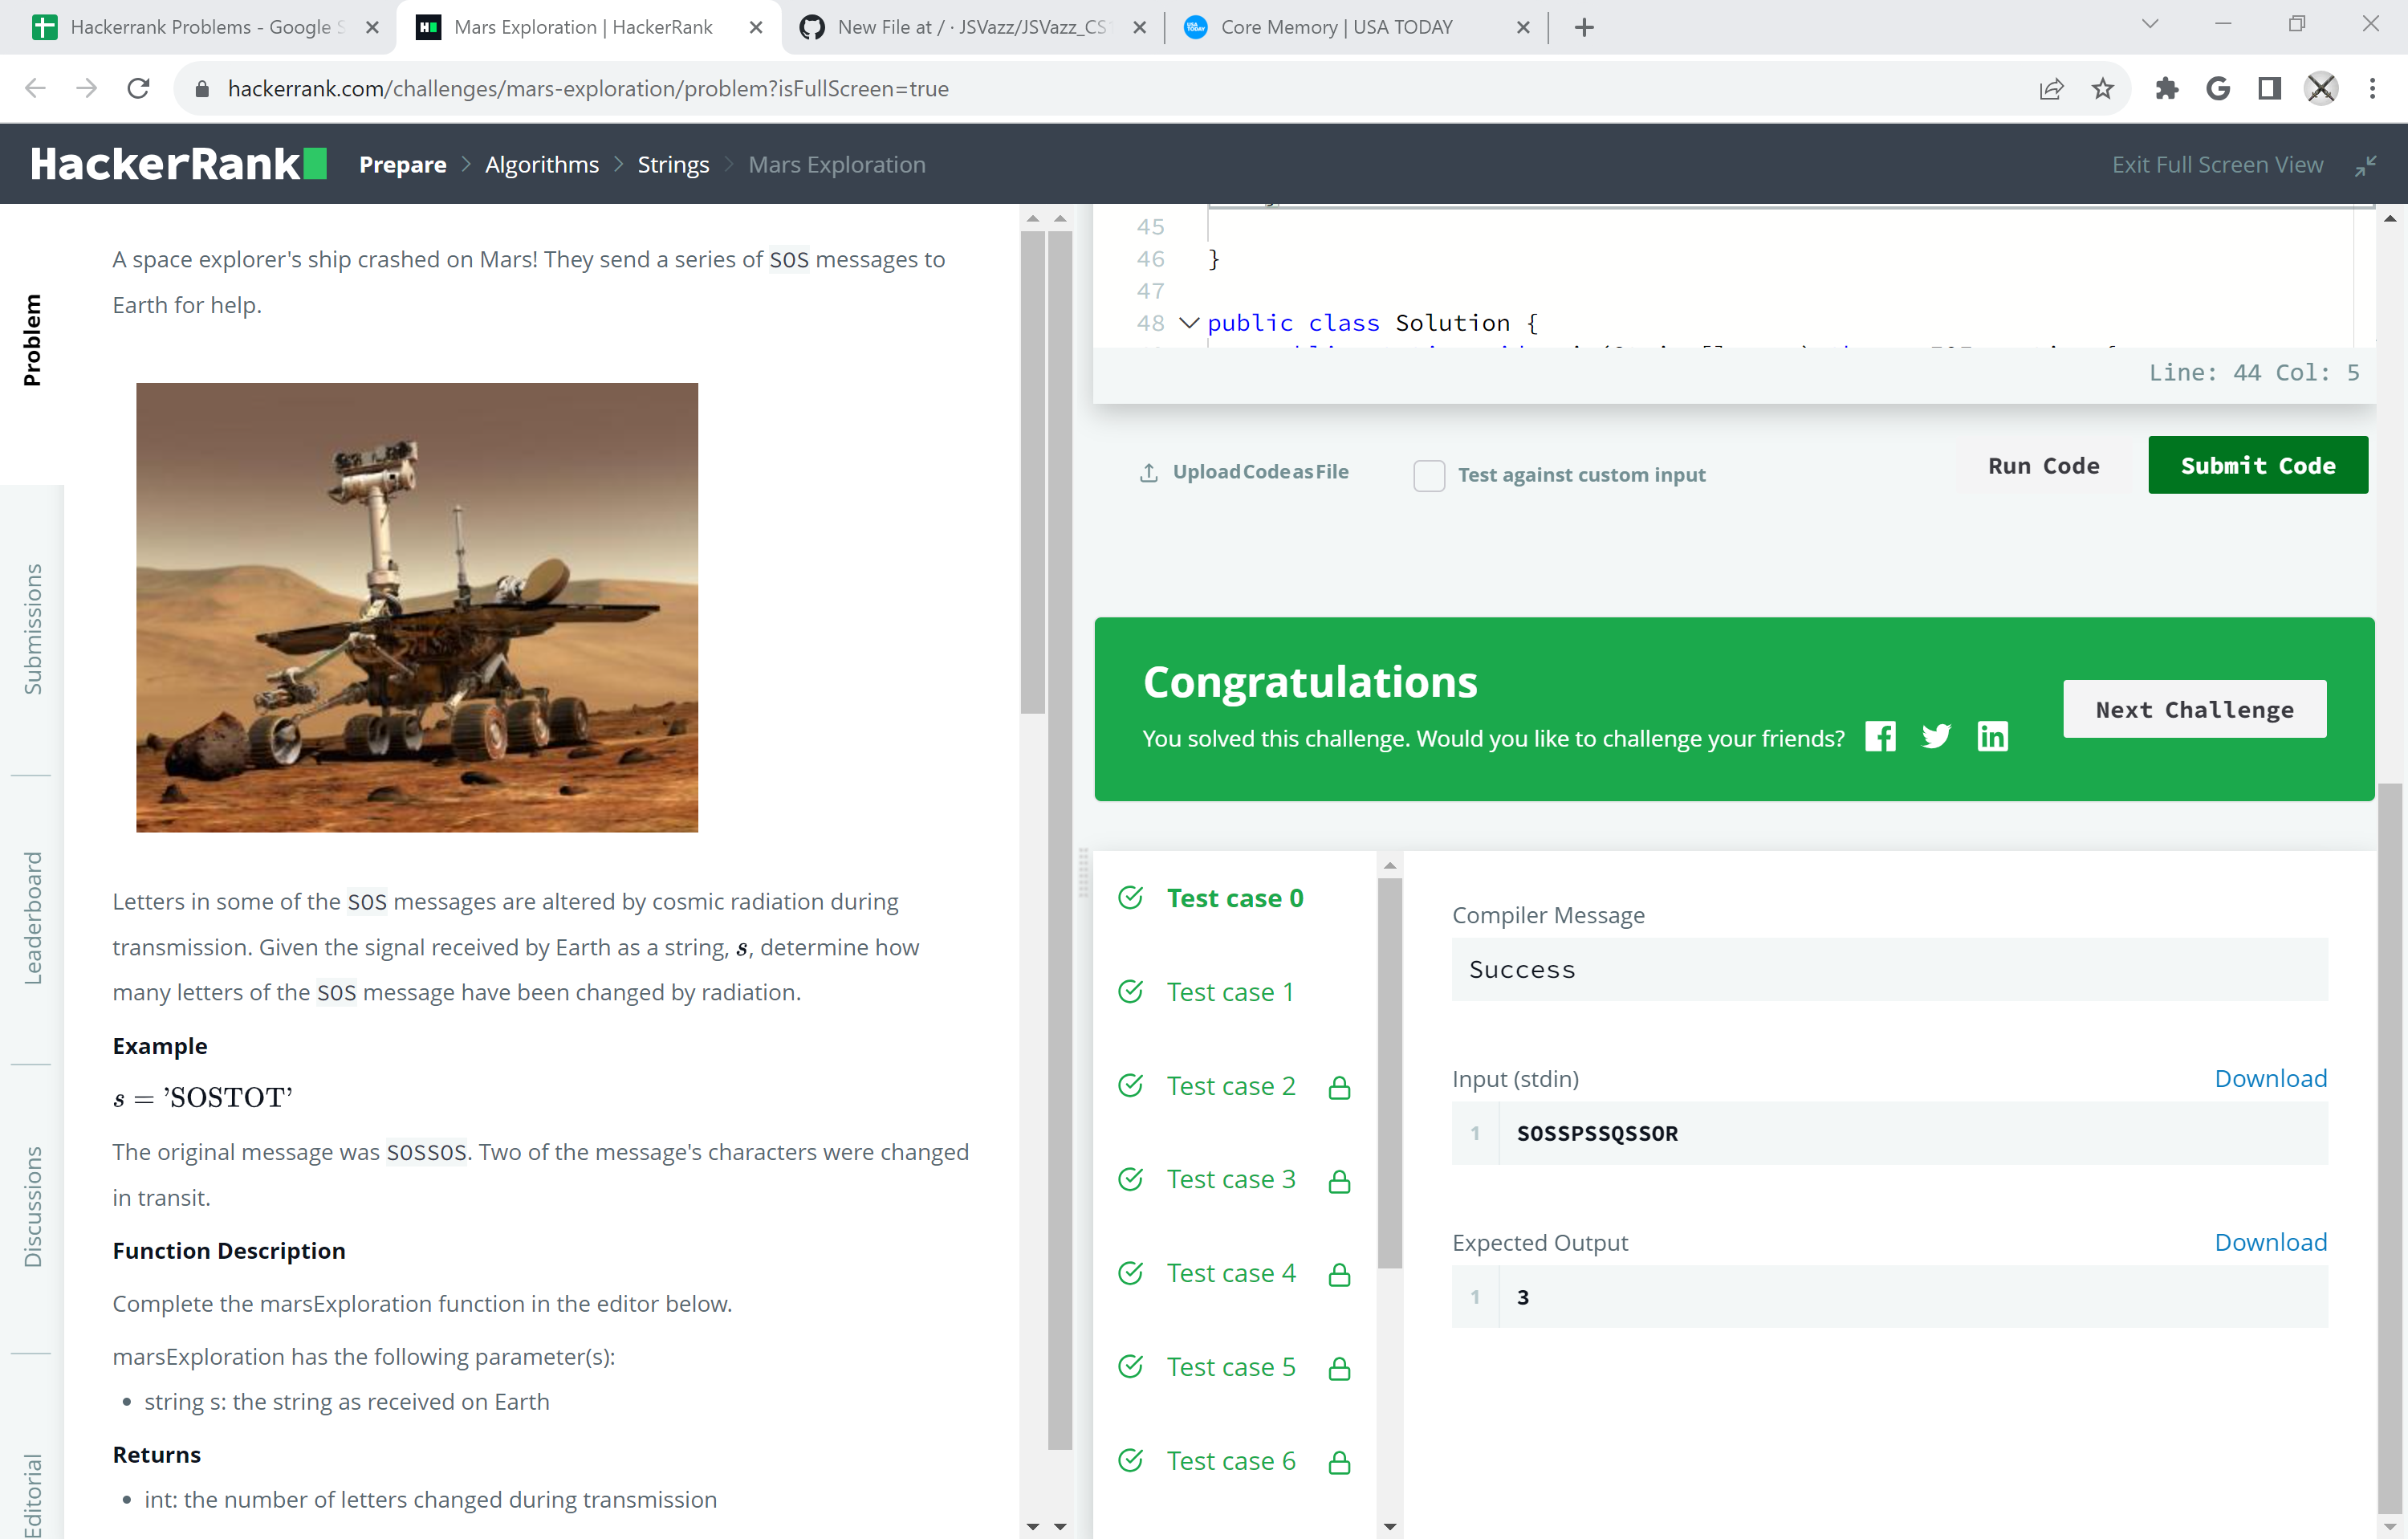 Hackerrank Problems - Google S
Mars Exploration | HackerRank
New File at / · JSVazz/JSVazz_CS1
Core Memory | USA TODAY
hackerrank.com/challenges/mars-exploration/problem?isFullScreen=true
HackerRank
Prepare > Algorithms > Strings > Mars Exploration
Exit Full Screen View
Problem
Submissions
Leaderboard
Discussions
Editorial
A space explorer's ship crashed on Mars! They send a series of SOS messages to
Earth for help.
Letters in some of the SOS messages are altered by cosmic radiation during
transmission. Given the signal received by Earth as a string, s, determine how
many letters of the SOS message have been changed by radiation.
Example
s = 'SOSTOT'
The original message was SOSSOS. Two of the message's characters were changed
in transit.
Function Description
Complete the marsExploration function in the editor below.
marsExploration has the following parameter(s):
• string s: the string as received on Earth
Returns
• int: the number of letters changed during transmission
45
46 }
47
48 public class Solution {
Line: 44 Col: 5
Upload Code as File
Test against custom input
Run Code
Submit Code
Congratulations
You solved this challenge. Would you like to challenge your friends?
Next Challenge
Test case 0
Test case 1
Test case 2
Test case 3
Test case 4
Test case 5
Test case 6
Compiler Message
Success
Input (stdin)
Download
1 SOSSPSSQSSOR
Expected Output
Download
1 3